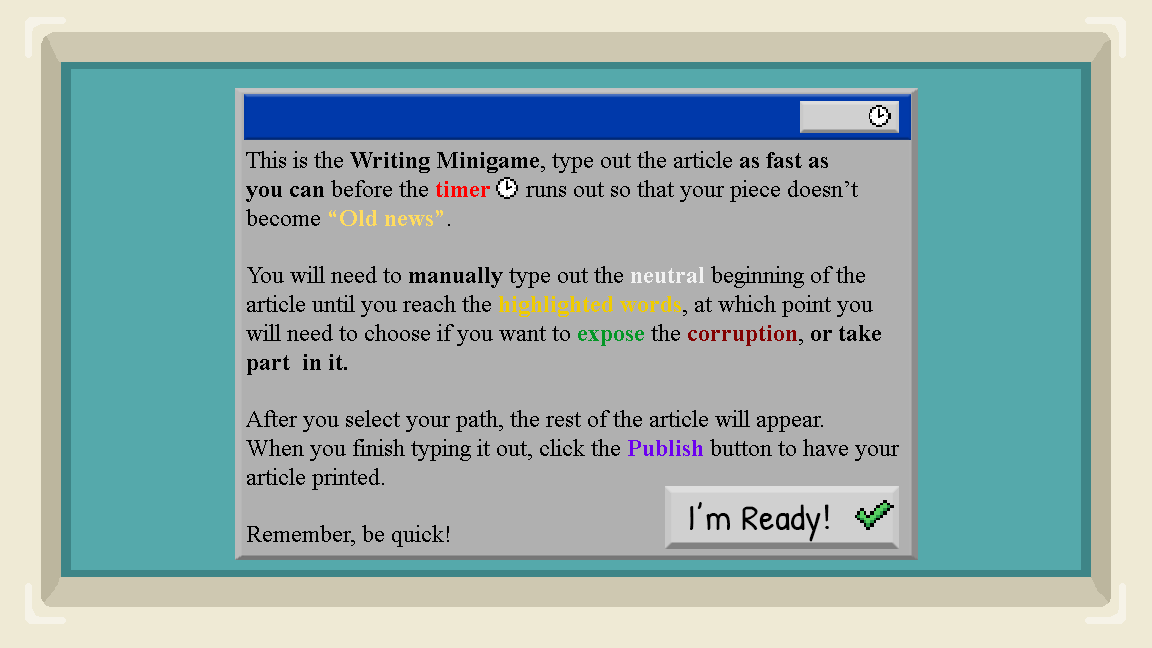 This is the Writing Minigame, type out the article as fast as
you can before the timer runs out so that your piece doesn’t
become “Old news”.
You will need to manually type out the neutral beginning of the
article until you reach the highlighted words, at which point you
will need to choose if you want to expose the corruption, or take
part  in it.
After you select your path, the rest of the article will appear.
When you finish typing it out, click the Publish button to have your
article printed.
I'm Ready!
Remember, be quick!